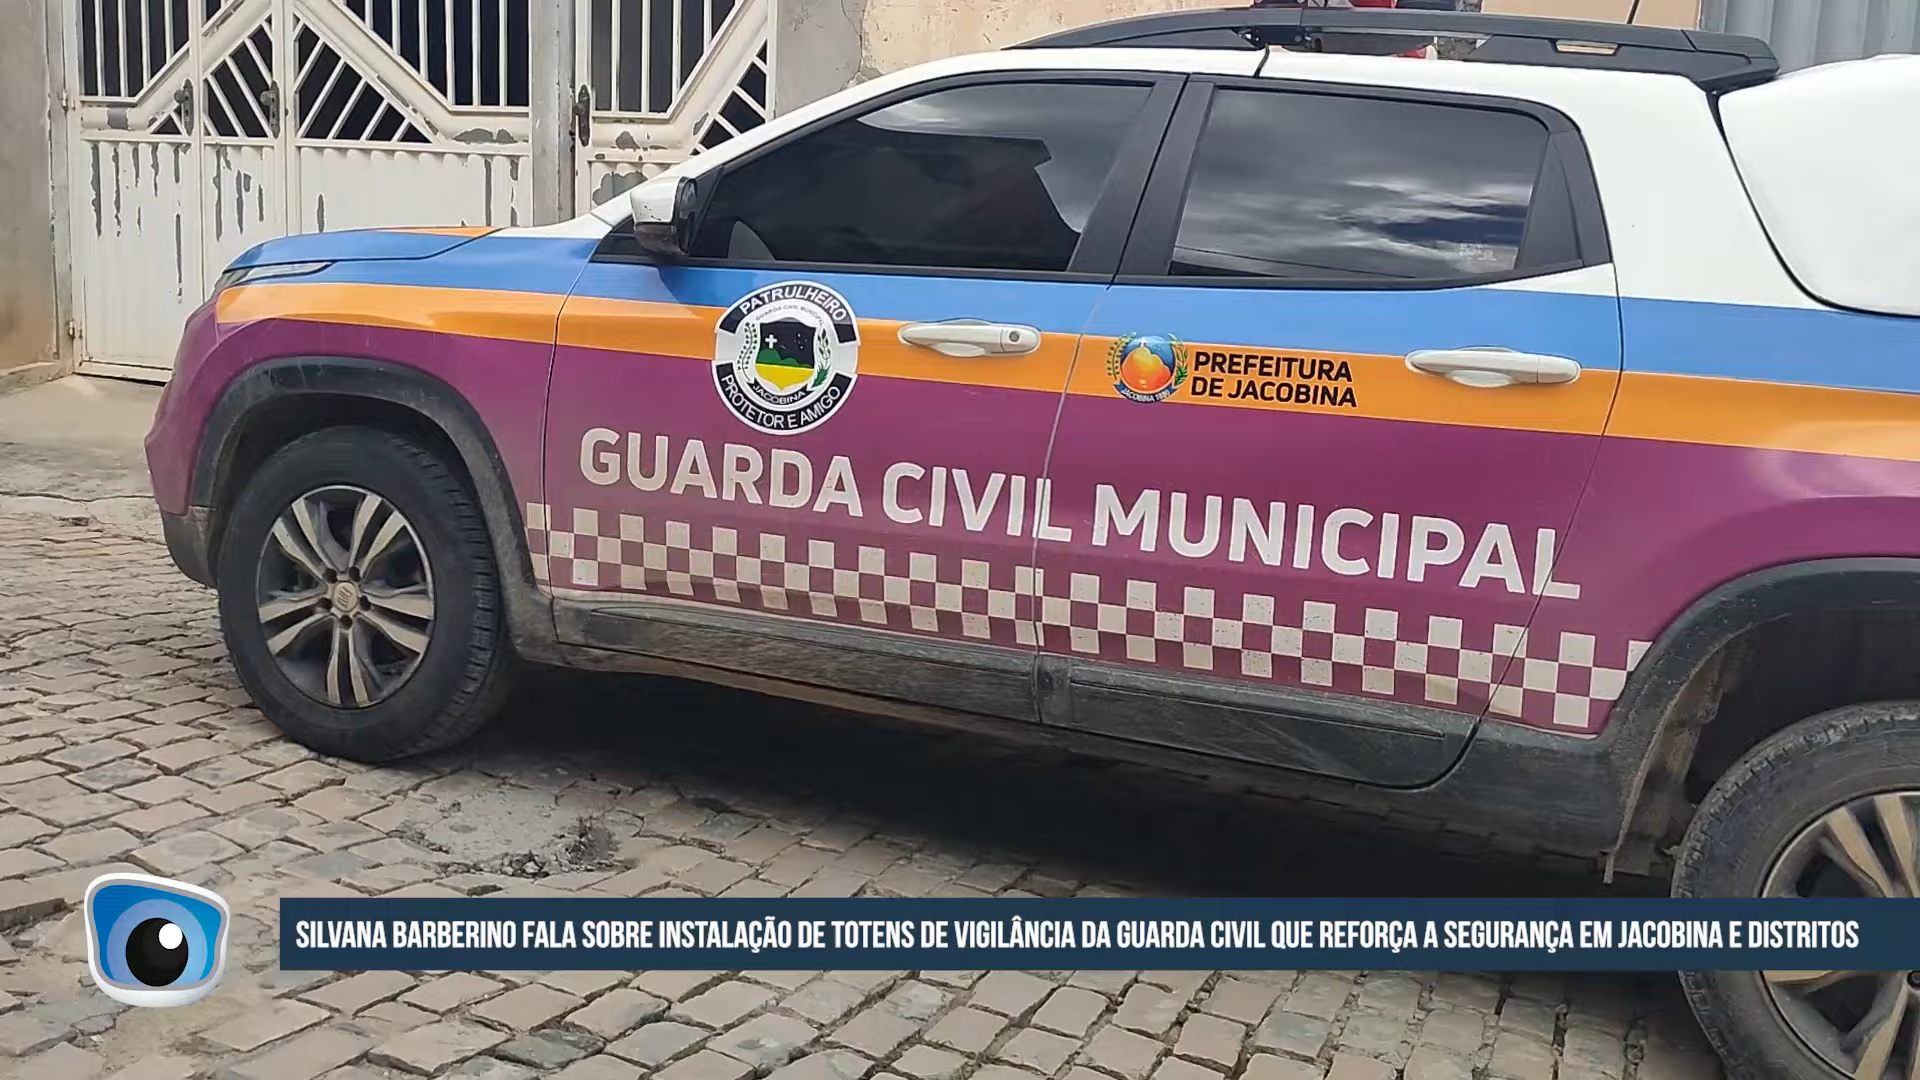 PATRULHEIRO
GUARDA CIVIL MUNICIPAL
JACOBINA
PROTETOR E AMIGO
PREFEITURA
DE JACOBINA
GUARDA CIVIL MUNICIPAL
SILVANA BARBERINO FALA SOBRE INSTALAÇÃO DE TOTENS DE VIGILÂNCIA DA GUARDA CIVIL QUE REFORÇA A SEGURANÇA EM JACOBINA E DISTRITOS